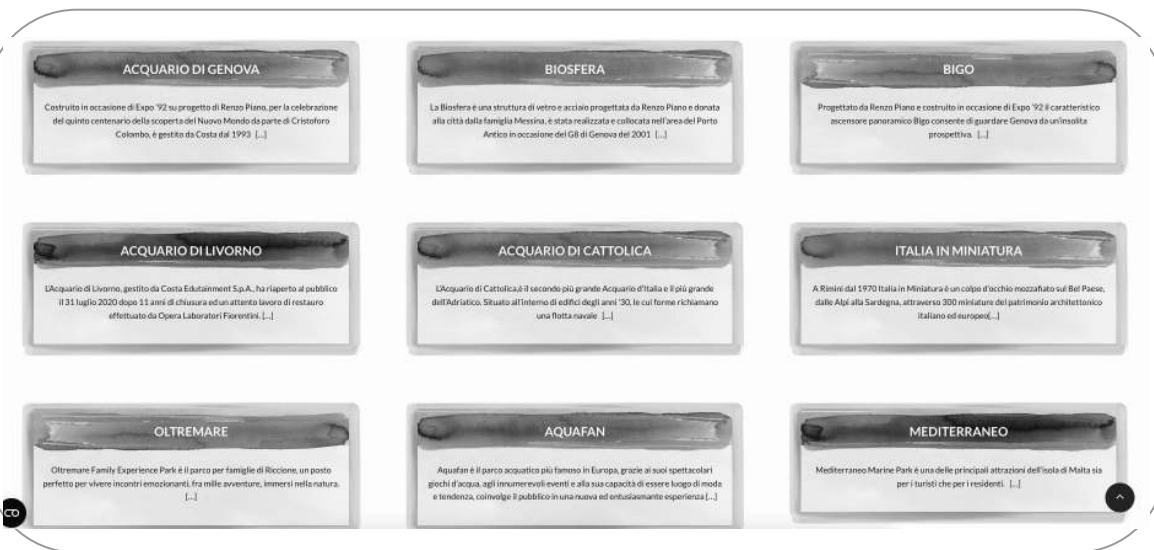 ACQUARIO DI GENOVA
Costruito in occasione di Expo '92 su progetto di Renzo Piano, per la celebrazione
del quinto centenario della scoperta del Nuovo Mondo da parte di Cristoforo
Colombo, è gestito da Costa dal 1993 [...]
BIOSFERA
La Biosfera è una struttura di vetro e acciaio progettata da Renzo Piano e donata
alla città dalla famiglia Messina, è stata realizzata e collocata nell'area del Porto
Antico in occasione del G8 di Genova del 2001 [...]
BIGO
Progettato da Renzo Piano e costruito in occasione di Expo '92 il caratteristico
ascensore panoramico Bigo consente di guardare Genova da un'insolita
prospettiva. [...]
ACQUARIO DI LIVORNO
L'Acquario di Livorno, gestito da Costa Edutainment S.p.A., ha riaperto al pubblico
il 31 luglio 2020 dopo 11 anni di chiusura ed un attento lavoro di restauro
effettuato da Opera Laboratori Fiorentini. [...]
ACQUARIO DI CATTOLICA
L'Acquario di Cattolica,è il secondo più grande Acquario d'Italia e il più grande
dell'Adriatico. Situato all'interno di edifici degli anni '30, le cui forme richiamano
una flotta navale [...]
ITALIA IN MINIATURA
A Rimini dal 1970 Italia in Miniatura è un colpo d'occhio mozzafiato sul Bel Paese,
dalle Alpi alla Sardegna, attraverso 300 miniature del patrimonio architettonico
italiano ed europeo[...]
OLTREMARE
Oltremare Family Experience Park è il parco per famiglie di Riccione, un posto
perfetto per vivere incontri emozionanti, fra mille avventure, immersi nella natura.
[...]
AQUAFAN
Aquafan è il parco acquatico più famoso in Europa, grazie ai suoi spettacolari
giochi d'acqua, agli innumerevoli eventi e alla sua capacità di essere luogo di moda
e tendenza, coinvolge il pubblico in una nuova ed entusiasmante esperienza [...]
MEDITERRANEO
Mediterraneo Marine Park è una delle principali attrazioni dell'isola di Malta sia
per i turisti che per i residenti. [...]